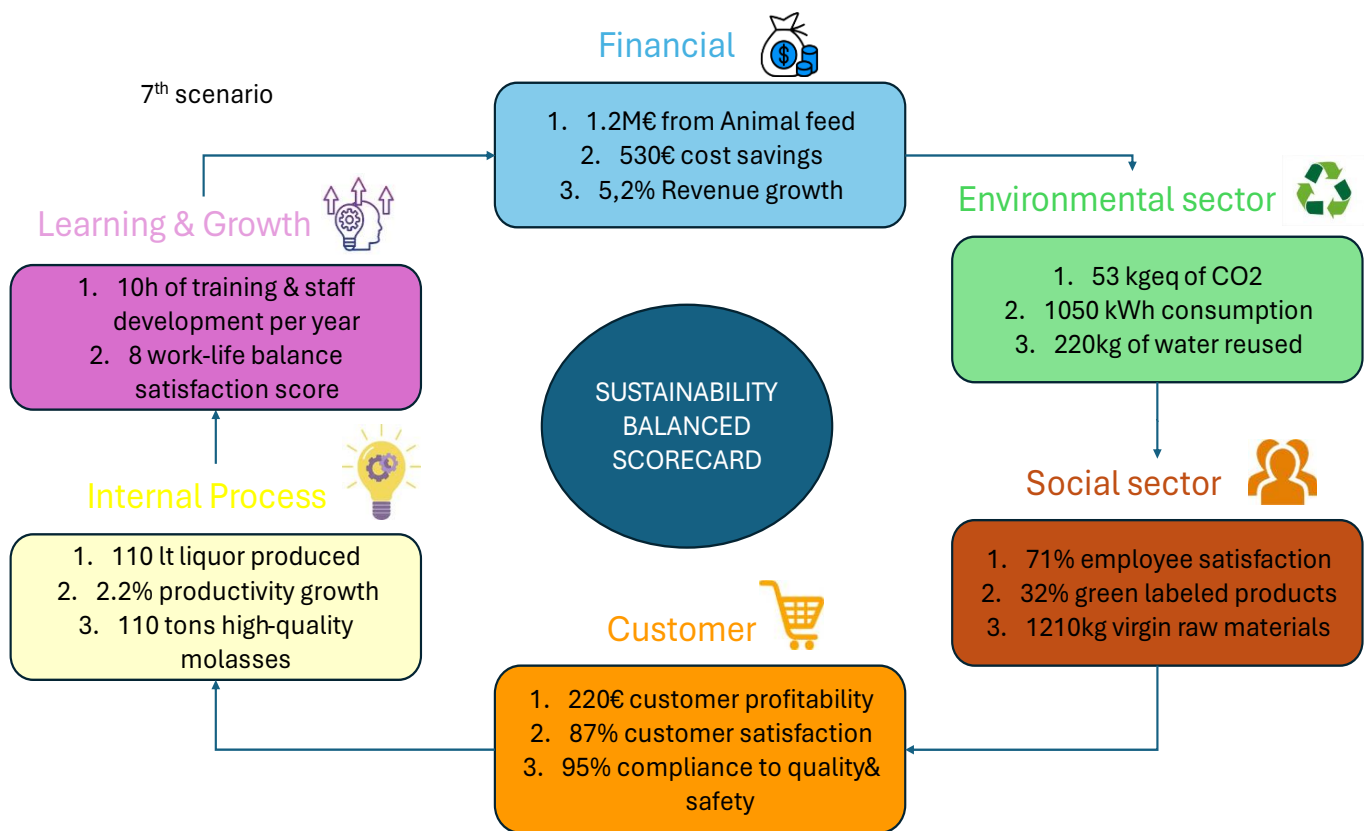 7th scenario
Financial
1. 1.2M€ from Animal feed
2. 530€ cost savings
3. 5,2% Revenue growth
Environmental sector
1. 53 kgeq of CO2
2. 1050 kWh consumption
3. 220kg of water reused
Social sector
1. 71% employee satisfaction
2. 32% green labeled products
3. 1210kg virgin raw materials
Customer
1. 220€ customer profitability
2. 87% customer satisfaction
3. 95% compliance to quality&
safety
Internal Process
1. 110 lt liquor produced
2. 2.2% productivity growth
3. 110 tons high-quality
molasses
Learning & Growth
1. 10h of training & staff
development per year
2. 8 work-life balance
satisfaction score
SUSTAINABILITY
BALANCED
SCORECARD